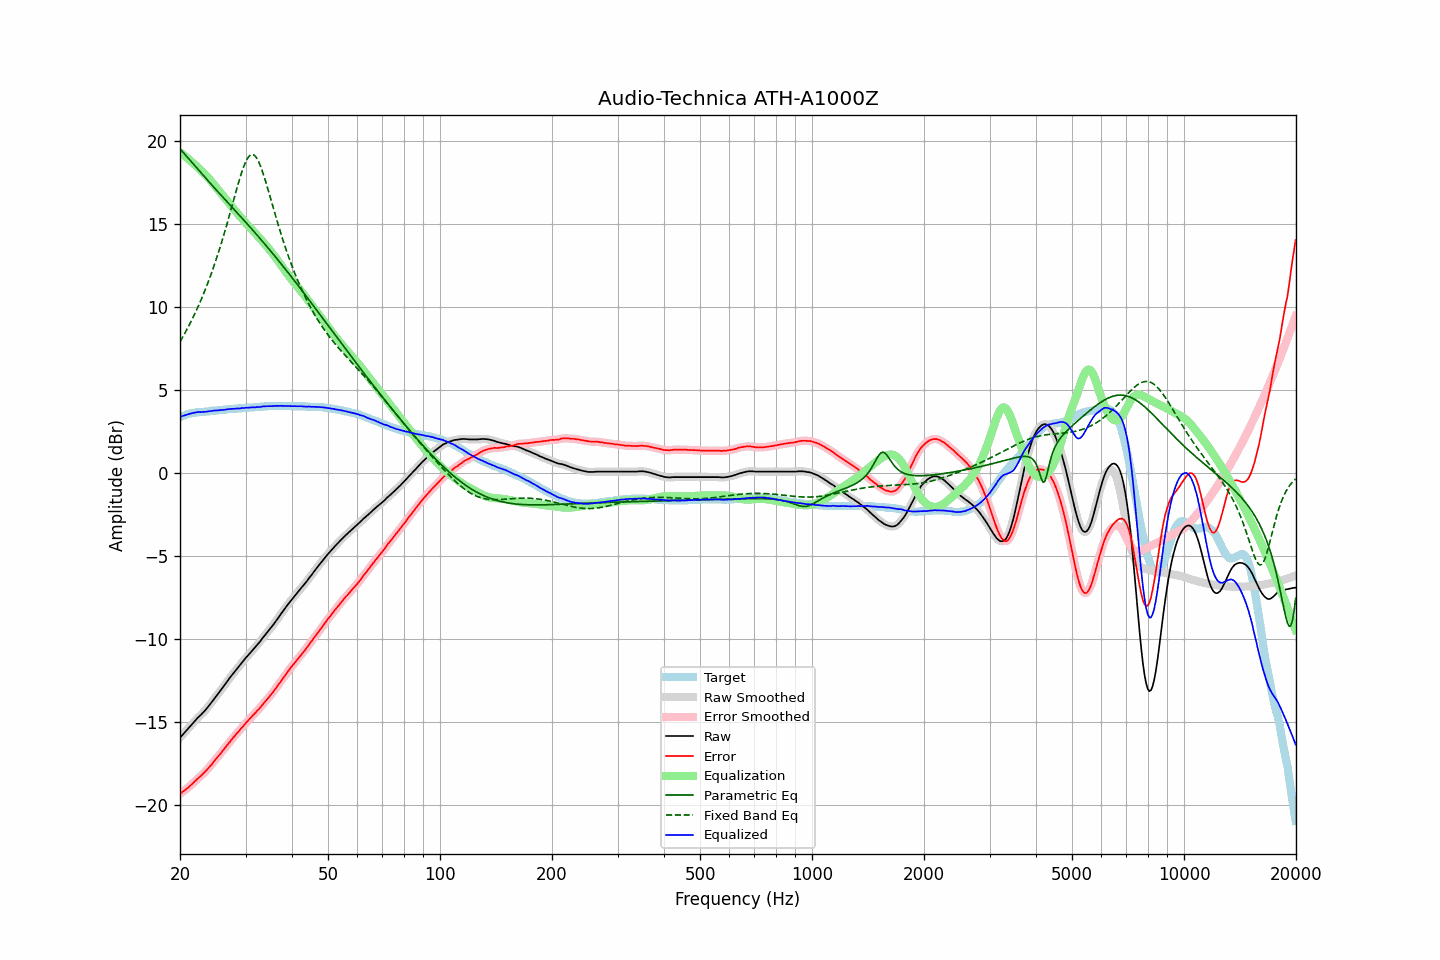 Audio-Technica ATH-A1000Z
Amplitude (dBr)
20
15
10
5
0
−5
−10
−15
−20
Target
Raw Smoothed
Error Smoothed
Raw
Error
Equalization
Parametric Eq
Fixed Band Eq
Equalized
20 50 100 200 500 1000 2000 5000 10000 20000
Frequency (Hz)